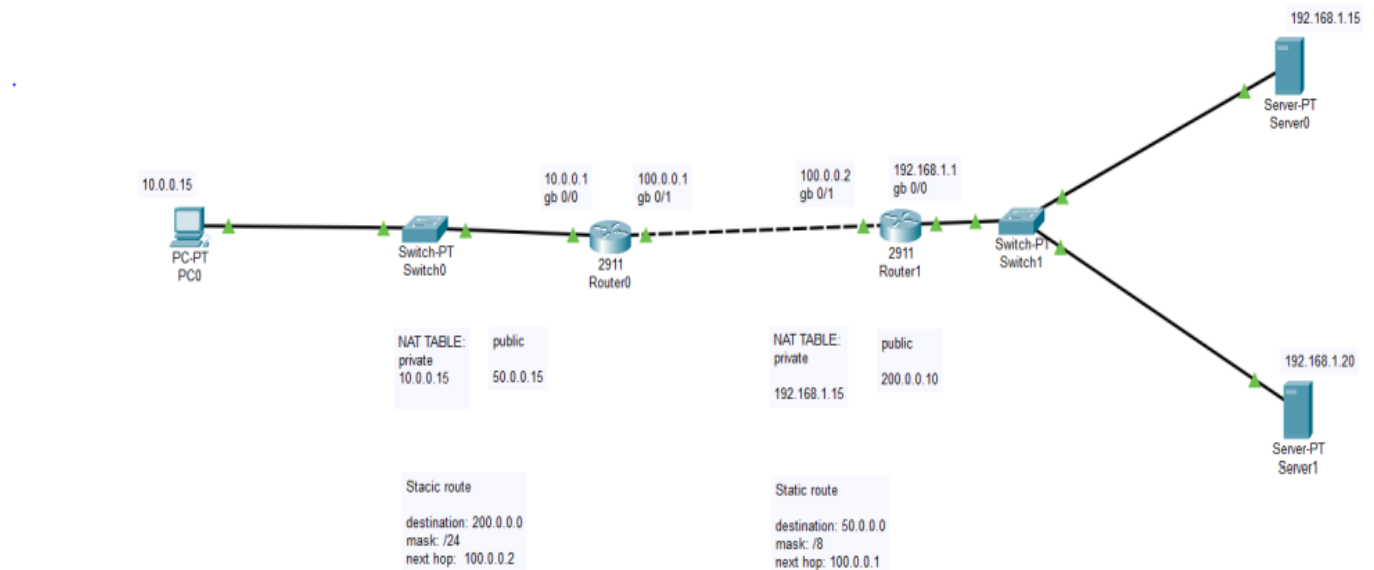 192.168.1.15
Server-PT
Server0
10.0.0.15
10.0.0.1
gb 0/0
100.0.0.1
gb 0/1
100.0.0.2
gb 0/1
192.168.1.1
gb 0/0
PC-PT
PC0
Switch-PT
Switch0
2911
Router0
2911
Router1
Switch-PT
Switch1
NAT TABLE:
private
10.0.0.15
public
50.0.0.15
NAT TABLE:
private
192.168.1.15
public
200.0.0.10
192.168.1.20
Server-PT
Server1
Stacic route
destination: 200.0.0.0
mask: /24
next hop: 100.0.0.2
Static route
destination: 50.0.0.0
mask: /8
next hop: 100.0.0.1